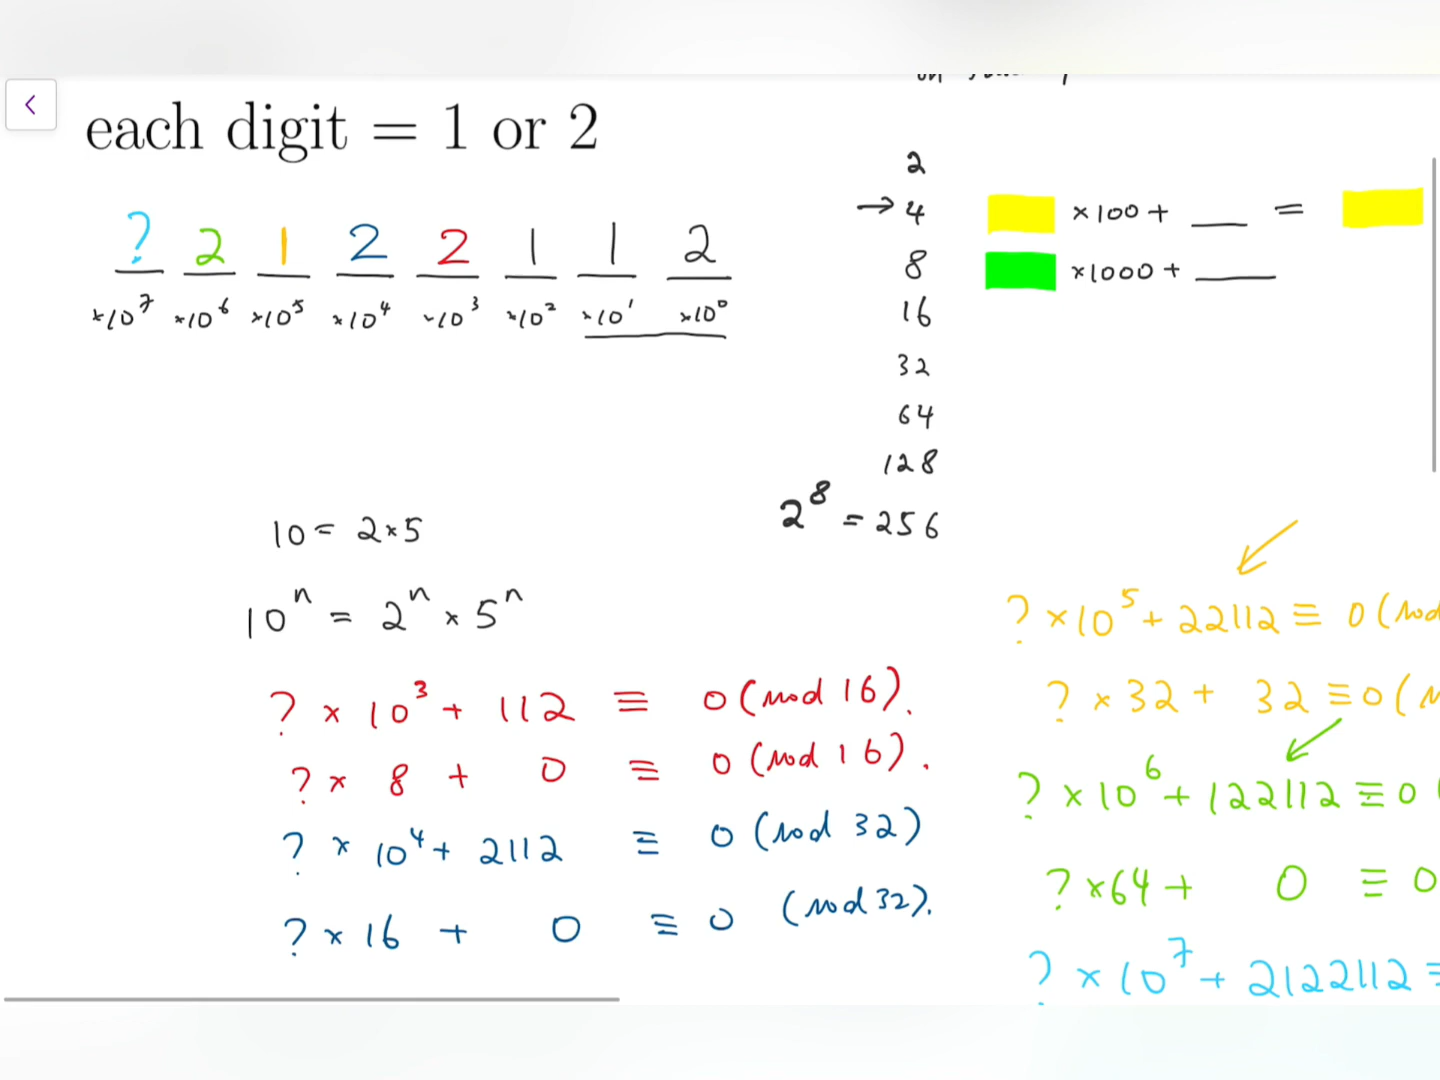 each digit = 1 or 2
? 2 1 2 2 1 1 2
×10⁷ ×10⁶ ×10⁵ ×10⁴ ×10³ ×10² ×10¹ ×10⁰
2
→ 4
8
16
32
64
128
2⁸ = 256
×100 + __ =
×1000 + __
10 = 2×5
10ⁿ = 2ⁿ × 5ⁿ
? × 10³ + 112 ≡ 0 (mod 16).
? × 8 + 0 ≡ 0 (mod 16).
? × 10⁴ + 2112 ≡ 0 (mod 32)
? × 16 + 0 ≡ 0 (mod 32).
? × 10⁵ + 22112 ≡ 0 (mod
? × 32 + 32 ≡ 0 (
? × 10⁶ + 122112 ≡ 0
? × 64 + 0 ≡ 0
? × 10⁷ + 2122112 ≡